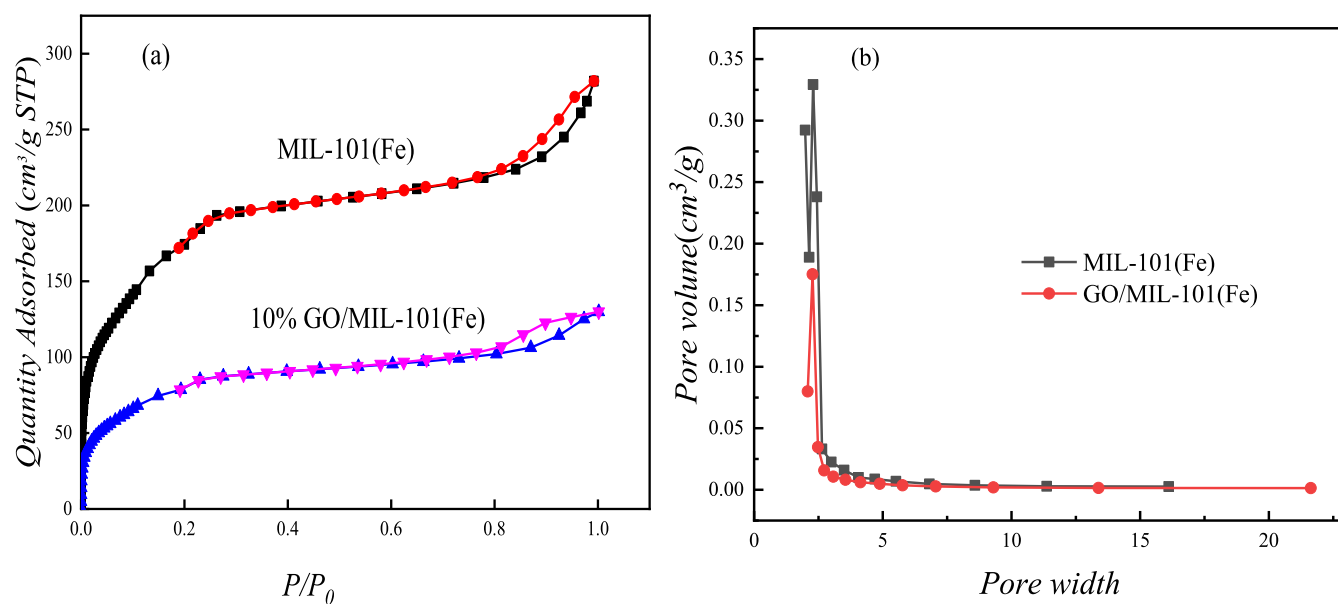 (a)
Quantity Adsorbed (cm³/g STP)
300
250
200
150
100
50
0
MIL-101(Fe)
10% GO/MIL-101(Fe)
0.0 0.2 0.4 0.6 0.8 1.0
P/P₀
(b)
Pore volume(cm³/g)
0.35
0.30
0.25
0.20
0.15
0.10
0.05
0.00
MIL-101(Fe)
GO/MIL-101(Fe)
0 5 10 15 20
Pore width